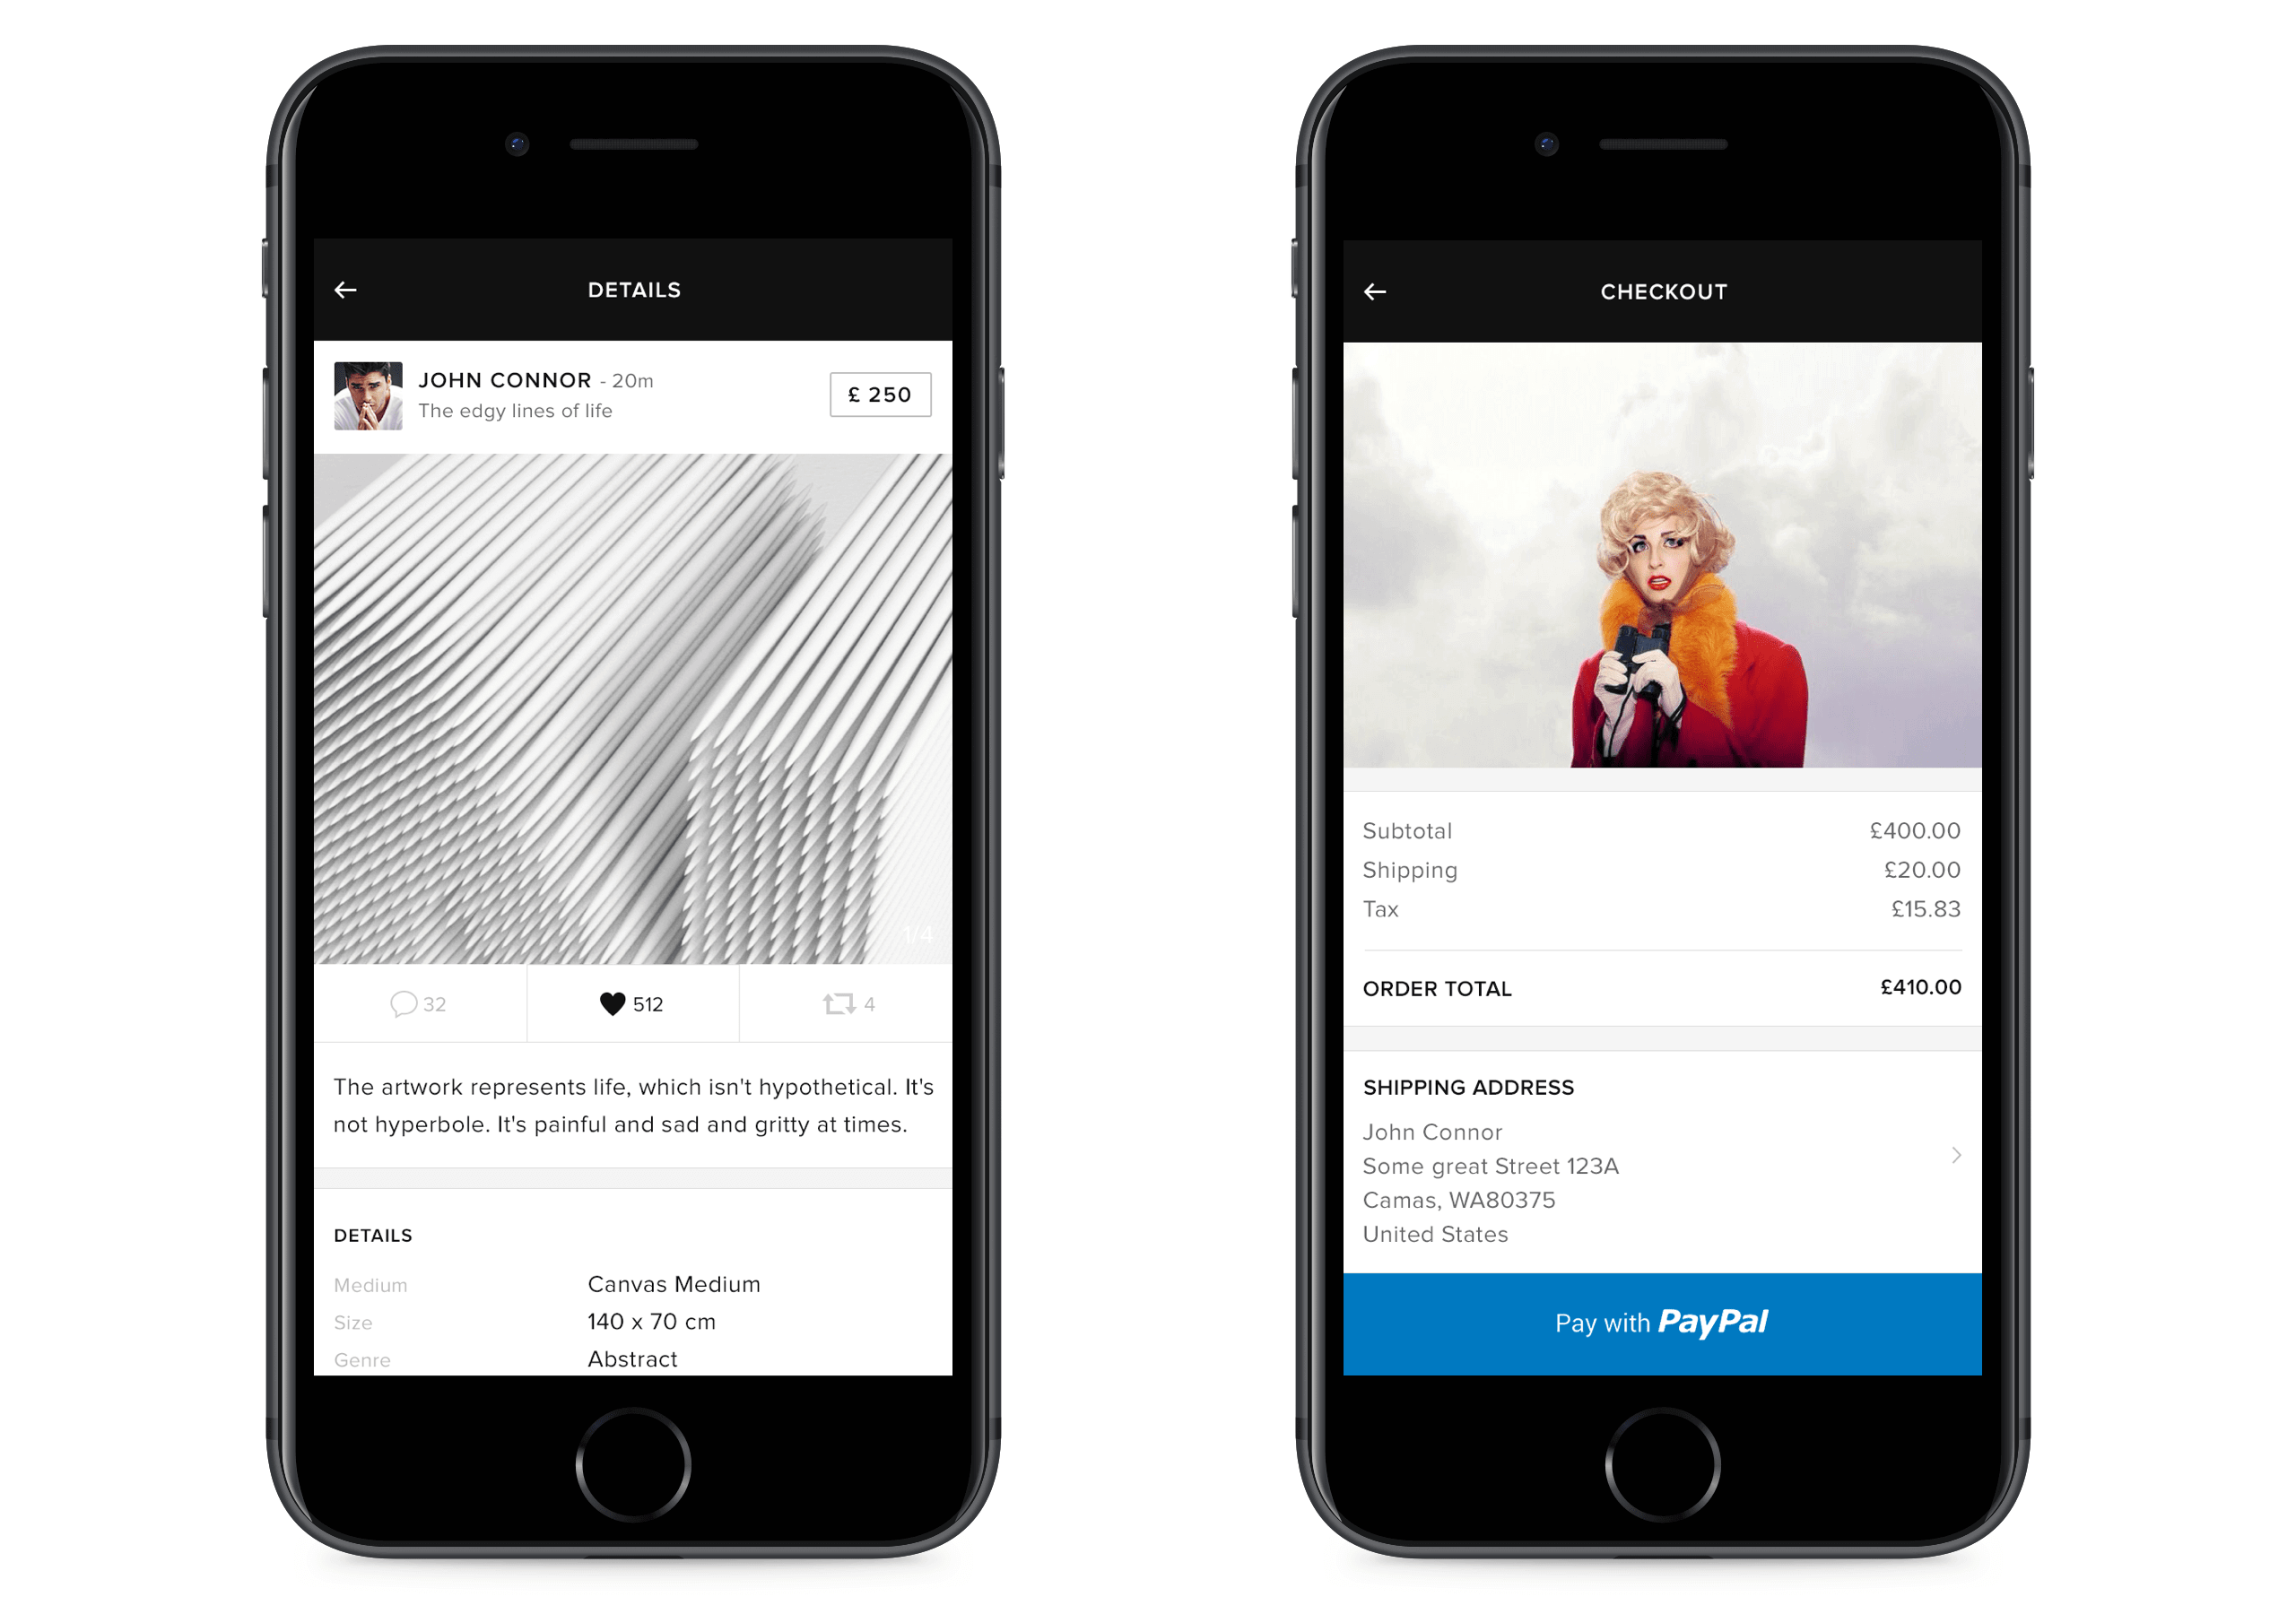 DETAILS
JOHN CONNOR - 20m
The edgy lines of life
£ 250
1/4
32
512
4
The artwork represents life, which isn't hypothetical. It's
not hyperbole. It's painful and sad and gritty at times.
DETAILS
Medium Canvas Medium
Size 140 x 70 cm
Genre Abstract
CHECKOUT
Subtotal £400.00
Shipping £20.00
Tax £15.83
ORDER TOTAL £410.00
SHIPPING ADDRESS
John Connor
Some great Street 123A
Camas, WA80375
United States
Pay with PayPal